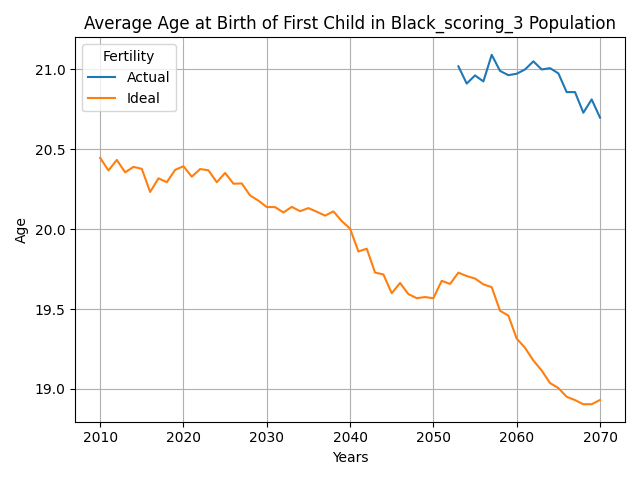 Average Age at Birth of First Child in Black_scoring_3 Population
Fertility
Actual
Ideal
21.0
20.5
20.0
19.5
19.0
Age
2010 2020 2030 2040 2050 2060 2070
Years